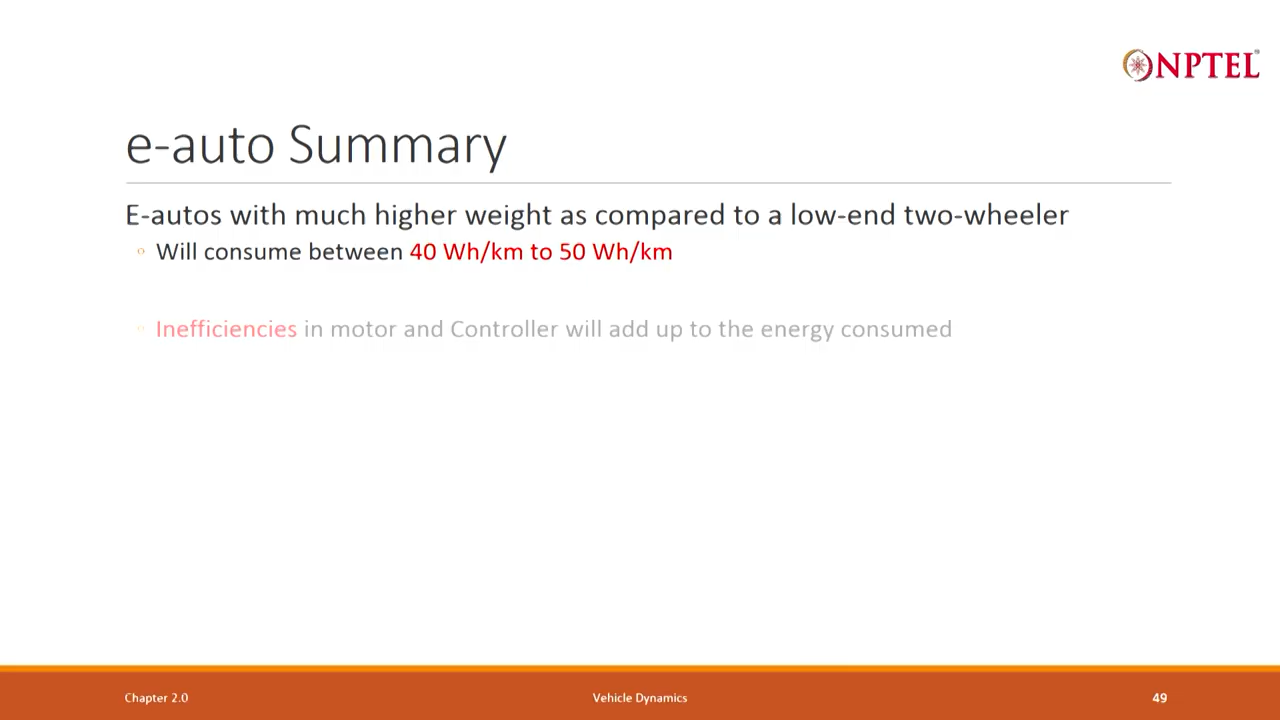 NPTEL
e-auto Summary
E-autos with much higher weight as compared to a low-end two-wheeler
Will consume between 40 Wh/km to 50 Wh/km
Inefficiencies in motor and Controller will add up to the energy consumed
Chapter 2.0
Vehicle Dynamics
49